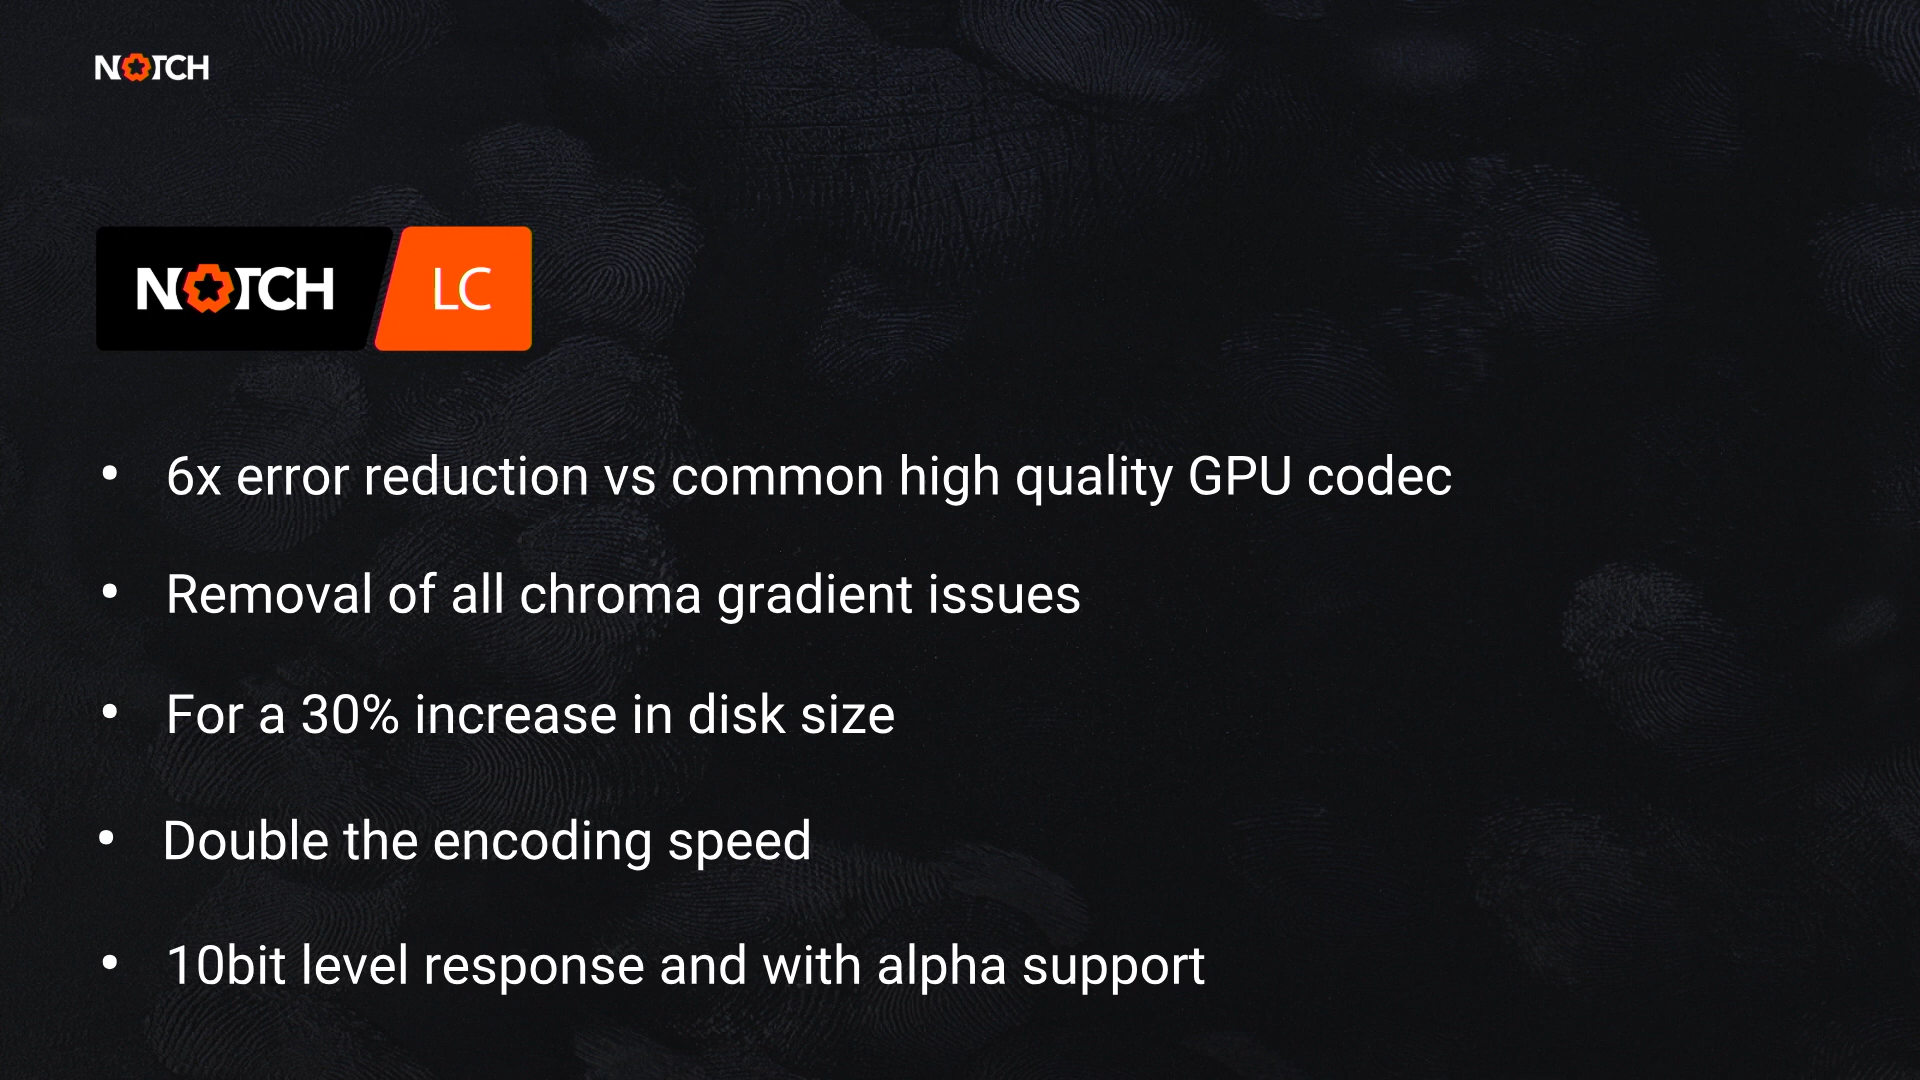 NOTCH
NOTCH LC
• 6x error reduction vs common high quality GPU codec
• Removal of all chroma gradient issues
• For a 30% increase in disk size
• Double the encoding speed
• 10bit level response and with alpha support